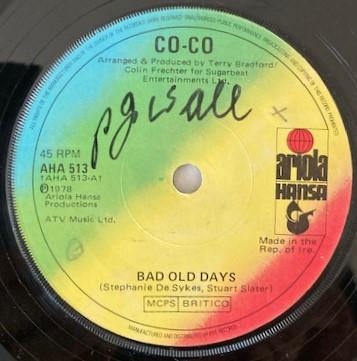 CO-CO
Arranged & Produced by Terry Bradford/
Colin Frechter for Sugarbeat
Entertainments Ltd.
45 RPM
AHA 513
↑AHA 513-A↑
℗1978
Ariola Hansa
Productions
ATV Music Ltd.
ariola
HANSA
Made in the
Rep. of Ire.
BAD OLD DAYS
(Stephanie De Sykes, Stuart Slater)
MCPS BRITICO